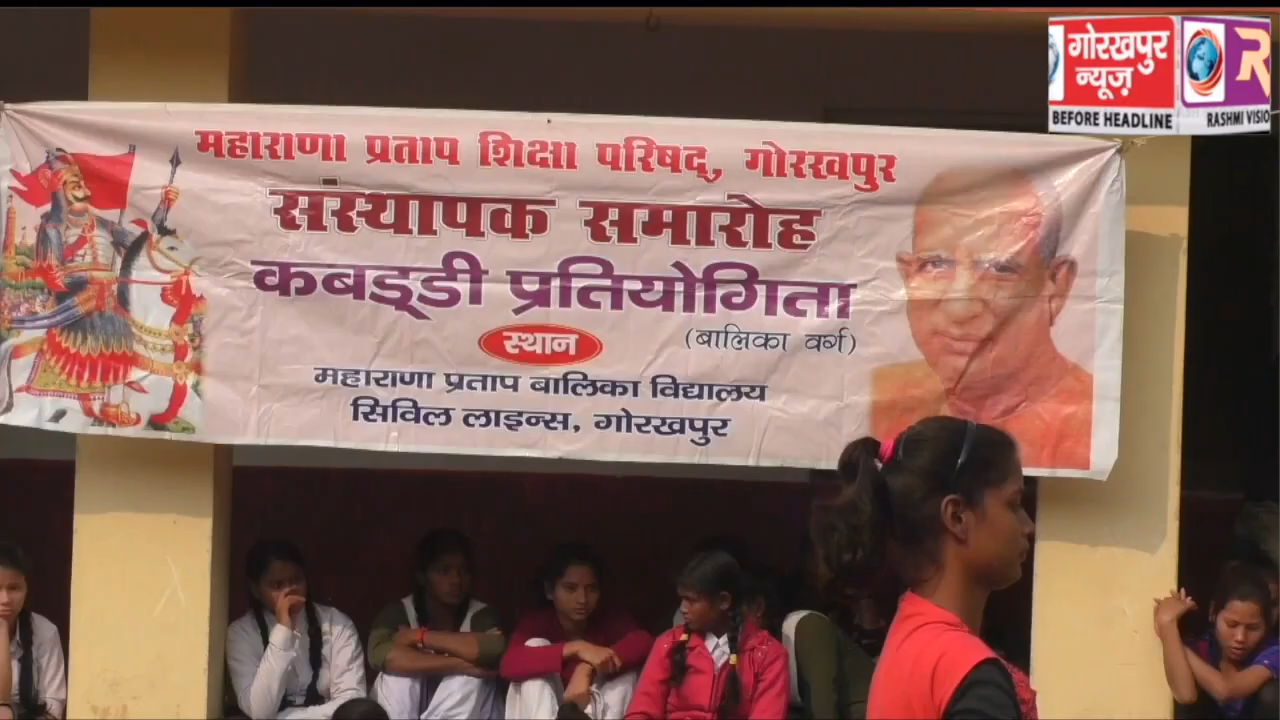 गोरखपुर
न्यूज़
R
BEFORE HEADLINE
RASHMI VISIO
महाराणा प्रताप शिक्षा परिषद्, गोरखपुर
संस्थापक समारोह
कबड्डी प्रतियोगिता
स्थान
(बालिका वर्ग)
महाराणा प्रताप बालिका विद्यालय
सिविल लाइन्स, गोरखपुर